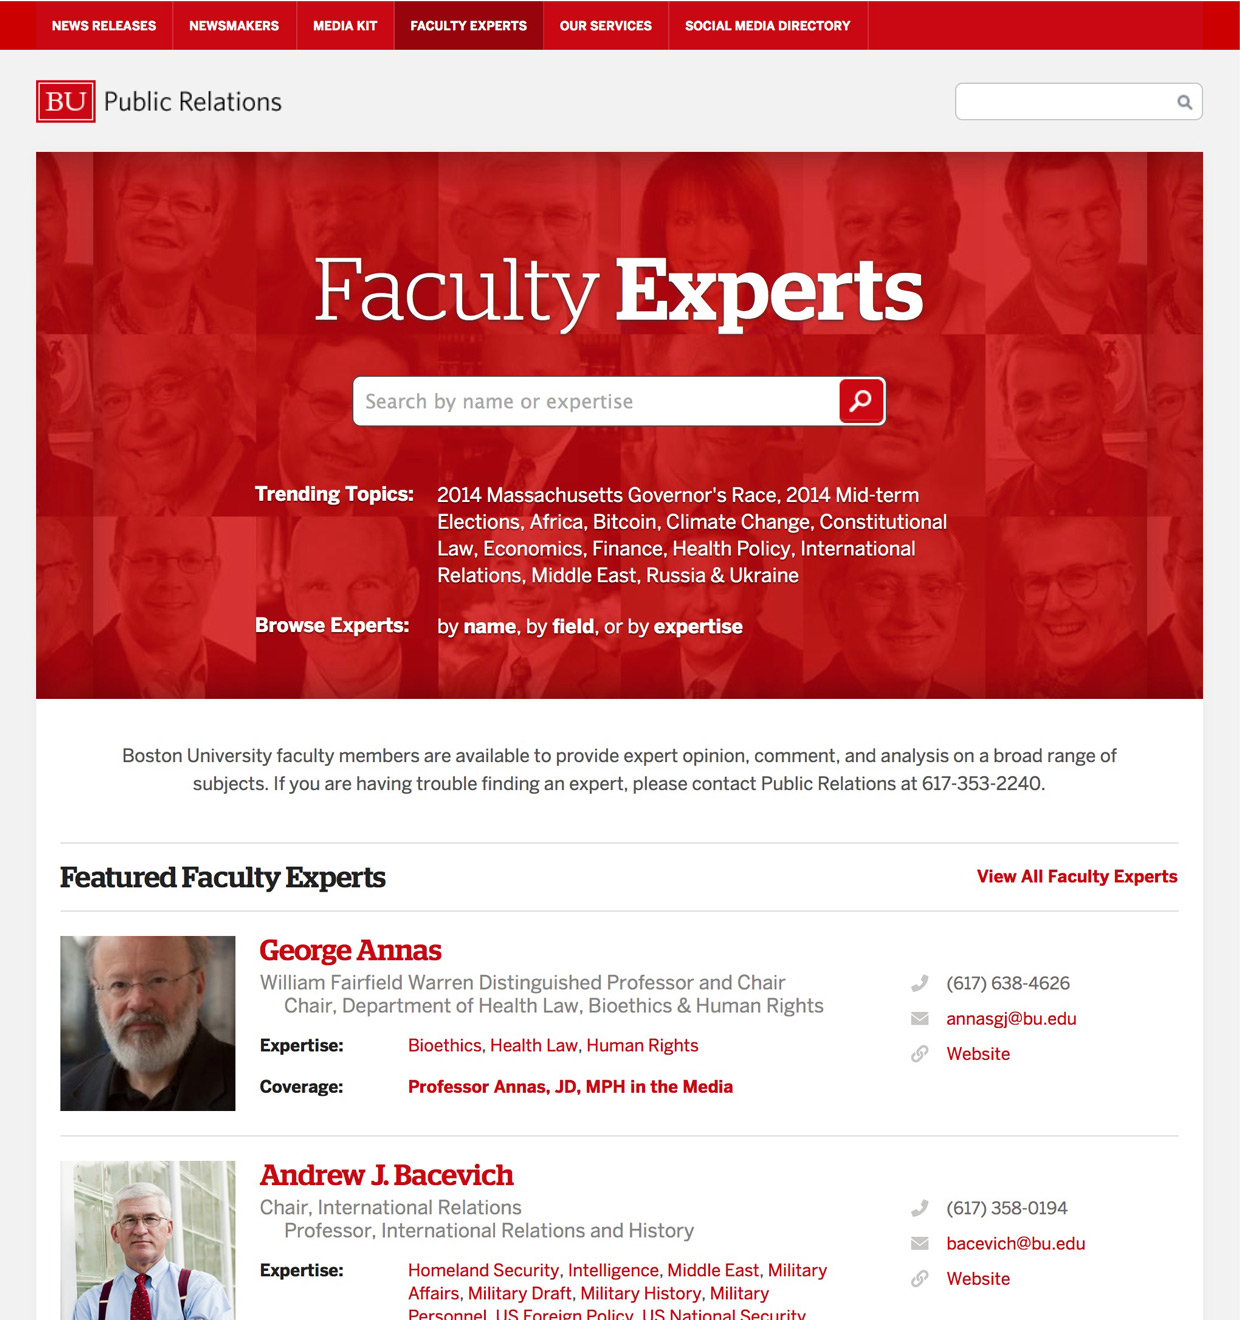 NEWS RELEASES NEWSMAKERS MEDIA KIT FACULTY EXPERTS OUR SERVICES SOCIAL MEDIA DIRECTORY
BU Public Relations
Faculty Experts
Search by name or expertise
Trending Topics: 2014 Massachusetts Governor's Race, 2014 Mid-term
Elections, Africa, Bitcoin, Climate Change, Constitutional
Law, Economics, Finance, Health Policy, International
Relations, Middle East, Russia & Ukraine
Browse Experts: by name, by field, or by expertise
Boston University faculty members are available to provide expert opinion, comment, and analysis on a broad range of
subjects. If you are having trouble finding an expert, please contact Public Relations at 617-353-2240.
Featured Faculty Experts View All Faculty Experts
George Annas
William Fairfield Warren Distinguished Professor and Chair
Chair, Department of Health Law, Bioethics & Human Rights
Expertise: Bioethics, Health Law, Human Rights
Coverage: Professor Annas, JD, MPH in the Media
(617) 638-4626
annasgj@bu.edu
Website
Andrew J. Bacevich
Chair, International Relations
Professor, International Relations and History
Expertise: Homeland Security, Intelligence, Middle East, Military
Affairs, Military Draft, Military History, Military
Personnel, US Foreign Policy, US National Security
(617) 358-0194
bacevich@bu.edu
Website